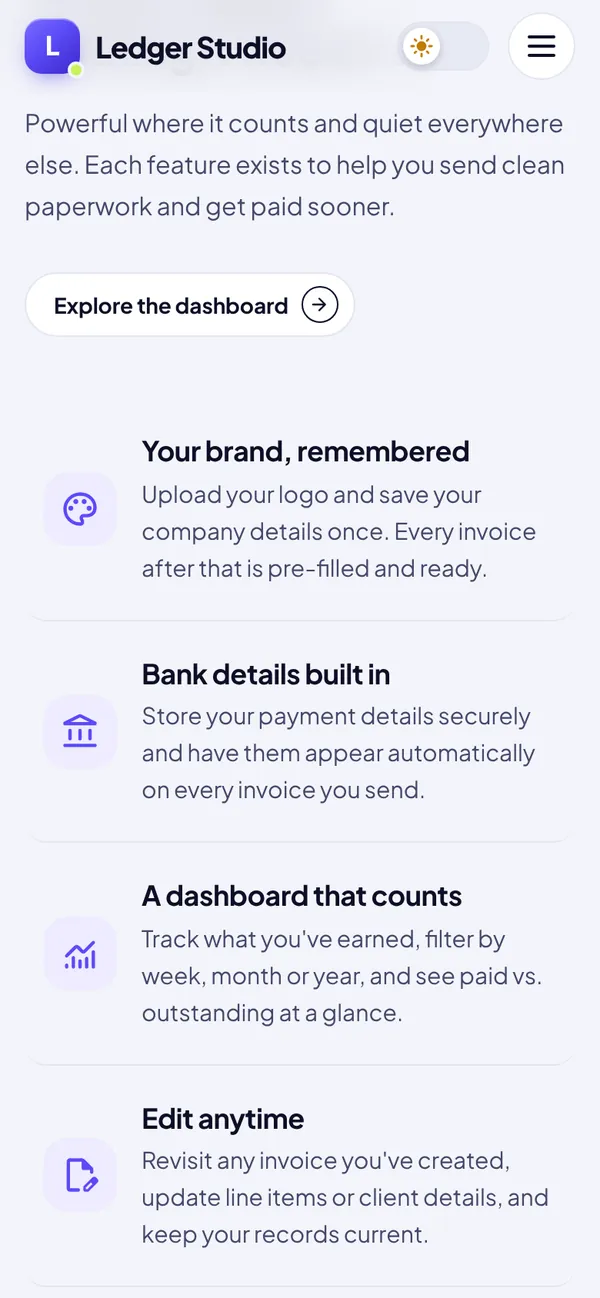 L
Ledger Studio
Powerful where it counts and quiet everywhere
else. Each feature exists to help you send clean
paperwork and get paid sooner.
Explore the dashboard
Your brand, remembered
Upload your logo and save your
company details once. Every invoice
after that is pre-filled and ready.
Bank details built in
Store your payment details securely
and have them appear automatically
on every invoice you send.
A dashboard that counts
Track what you've earned, filter by
week, month or year, and see paid vs.
outstanding at a glance.
Edit anytime
Revisit any invoice you've created,
update line items or client details, and
keep your records current.